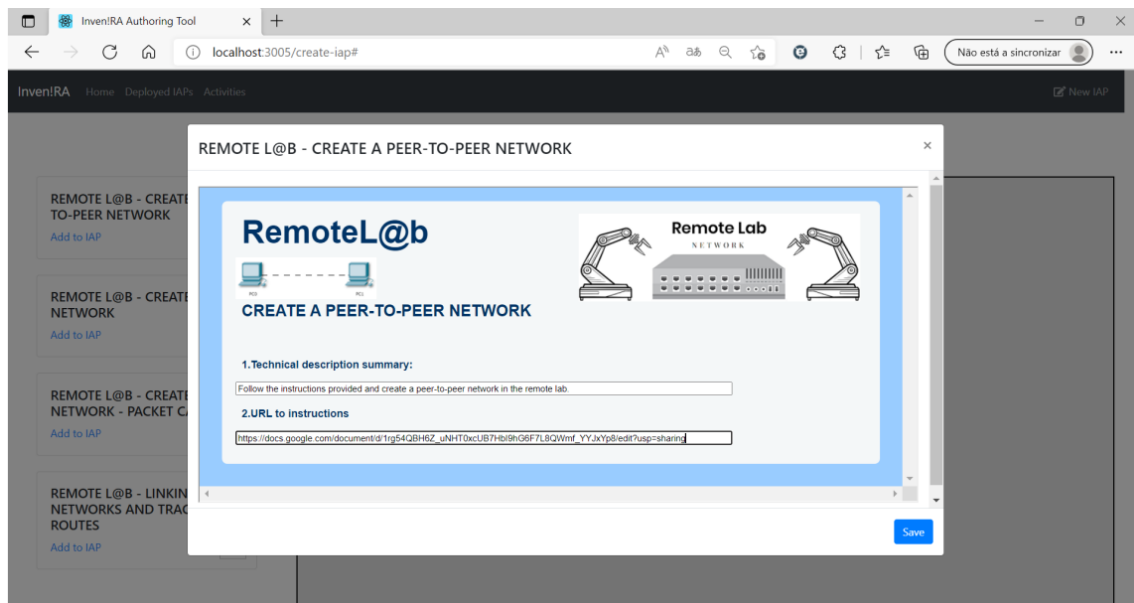 Inven!RA Authoring Tool
localhost:3005/create-iap#
Não está a sincronizar
Inven!RA Home Deployed IAPs Activities
New IAP
REMOTE L@B - CREATE A PEER-TO-PEER NETWORK
REMOTE L@B - CREATE
TO-PEER NETWORK
Add to IAP
REMOTE L@B - CREATE
NETWORK
Add to IAP
REMOTE L@B - CREATE
NETWORK - PACKET CA
Add to IAP
REMOTE L@B - LINKIN
NETWORKS AND TRAC
ROUTES
Add to IAP
RemoteL@b
Remote Lab
NETWORK
PC0 PC1
CREATE A PEER-TO-PEER NETWORK
1.Technical description summary:
Follow the instructions provided and create a peer-to-peer network in the remote lab.
2.URL to instructions
https://docs.google.com/document/d/1rg54QBH6Z_uNHT0xcUB7HbI9hG6F7L8QWmf_YYJxYp8/edit?usp=sharing
Save